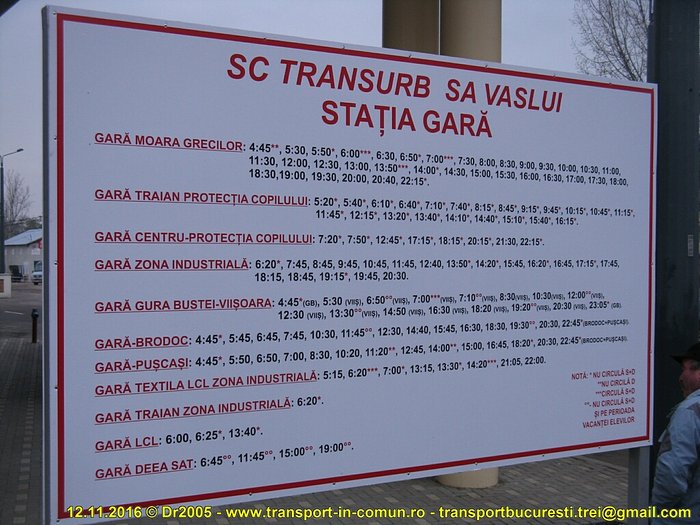 SC TRANSURB SA VASLUI
STAȚIA GARĂ
GARĂ MOARA GRECILOR: 4:45**, 5:30, 5:50*, 6:00***, 6:30, 6:50*, 7:00***, 7:30, 8:00, 8:30, 9:00, 9:30, 10:00, 10:30, 11:00,
11:30, 12:00, 12:30, 13:00, 13:50***, 14:00*, 14:30, 15:00, 15:30, 16:00, 16:30, 17:00, 17:30, 18:00,
18:30,19:00, 19:30, 20:00, 20:40, 22:15*.
GARĂ TRAIAN PROTECȚIA COPILULUI: 5:20*, 5:40*, 6:10*, 6:40*, 7:10*, 7:40*, 8:15*, 8:45*, 9:15*, 9:45*, 10:15*, 10:45*, 11:15*,
11:45*, 12:15*, 13:20*, 13:40*, 14:10*, 14:40*, 15:10*, 15:40*, 16:15*.
GARĂ CENTRU-PROTECȚIA COPILULUI: 7:20*, 7:50*, 12:45*, 17:15*, 18:15*, 20:15*, 21:30, 22:15*.
GARĂ ZONA INDUSTRIALĂ: 6:20*, 7:45, 8:45, 9:45, 10:45, 11:45, 12:40, 13:50*, 14:20*, 15:45, 16:20*, 16:45, 17:15*, 17:45,
18:15, 18:45, 19:15*, 19:45, 20:30.
GARĂ GURA BUSTEI-VIIȘOARA: 4:45*(GB), 5:30 (VIIȘ), 6:50°°(VIIȘ), 7:00***(VIIȘ), 7:10°°(VIIȘ), 8:30(VIIȘ), 10:30(VIIȘ), 12:00°°(VIIȘ),
12:30 (VIIȘ), 13:30°°(VIIȘ), 14:50 (VIIȘ), 16:30 (VIIȘ), 18:20 (VIIȘ), 19:20°°(VIIȘ), 20:30 (VIIȘ), 23:05* (GB).
GARĂ-BRODOC: 4:45*, 5:45, 6:45, 7:45, 10:30, 11:45°°, 12:30, 14:40, 15:45, 16:30, 18:30, 19:30°°, 20:30, 22:45*(BRODOC+PUȘCAȘI).
GARĂ-PUȘCAȘI: 4:45*, 5:50, 6:50, 7:00, 8:30, 10:20, 11:20**, 12:45, 14:00**, 15:00, 16:45, 18:20*, 20:30, 22:45*(BRODOC+PUȘCAȘI).
GARĂ TEXTILA LCL ZONA INDUSTRIALĂ: 5:15, 6:20***, 7:00*, 13:15, 13:30*, 14:20***, 21:05, 22:00.
GARĂ TRAIAN ZONA INDUSTRIALĂ: 6:20*.
GARĂ LCL: 6:00, 6:25*, 13:40*.
GARĂ DEEA SAT: 6:45°°, 11:45°°, 15:00°°, 19:00°°.
NOTĂ: * NU CIRCULĂ S+D
**NU CIRCILĂ D
***CIRCULĂ S+D
**- NU CIRCULĂ S+D
ȘI PE PERIOADA
VACANȚEI ELEVILOR
12.11.2016 © Dr2005 - www.transport-in-comun.ro - transportbucuresti.trei@gmail.com